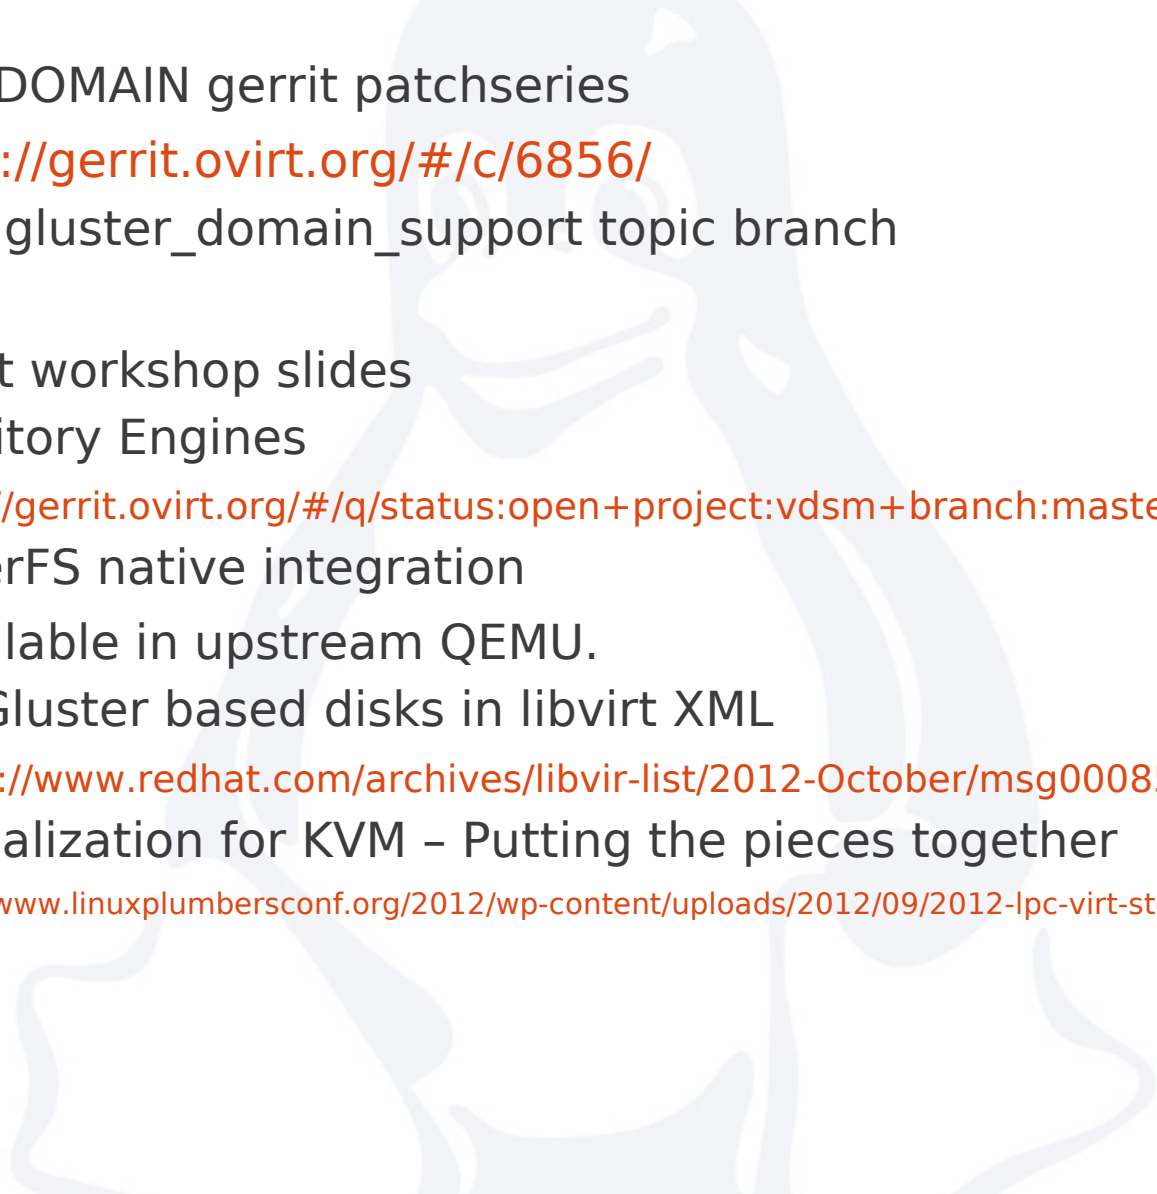 DOMAIN gerrit patchseries
://gerrit.ovirt.org/#/c/6856/
gluster_domain_support topic branch
t workshop slides
itory Engines
//gerrit.ovirt.org/#/q/status:open+project:vdsm+branch:maste
erFS native integration
lable in upstream QEMU.
Gluster based disks in libvirt XML
://www.redhat.com/archives/libvir-list/2012-October/msg0008
alization for KVM – Putting the pieces together
www.linuxplumbersconf.org/2012/wp-content/uploads/2012/09/2012-lpc-virt-st